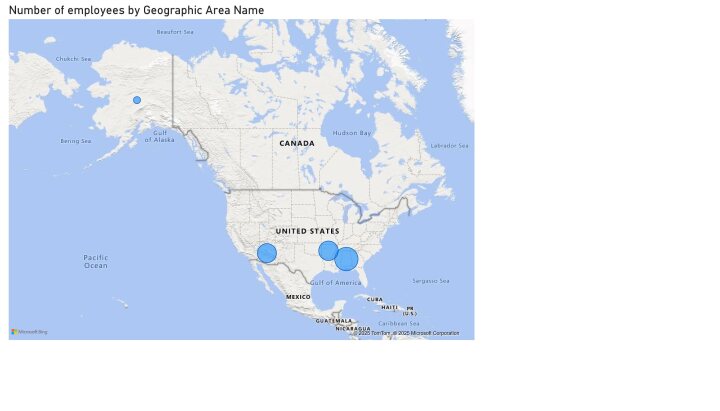 Number of employees by Geographic Area Name
Beaufort Sea
Chukchi Sea
Bering Sea
Gulf
of Alaska
Hudson Bay
CANADA
Labrador Sea
UNITED STATES
Pacific
Ocean
Gulf of America
Sargasso Sea
MEXICO
CUBA
HAITI
PR
(U.S.)
GUATEMALA
Caribbean Sea
NICARAGUA
Microsoft Bing
© 2025 TomTom, © 2025 Microsoft Corporation